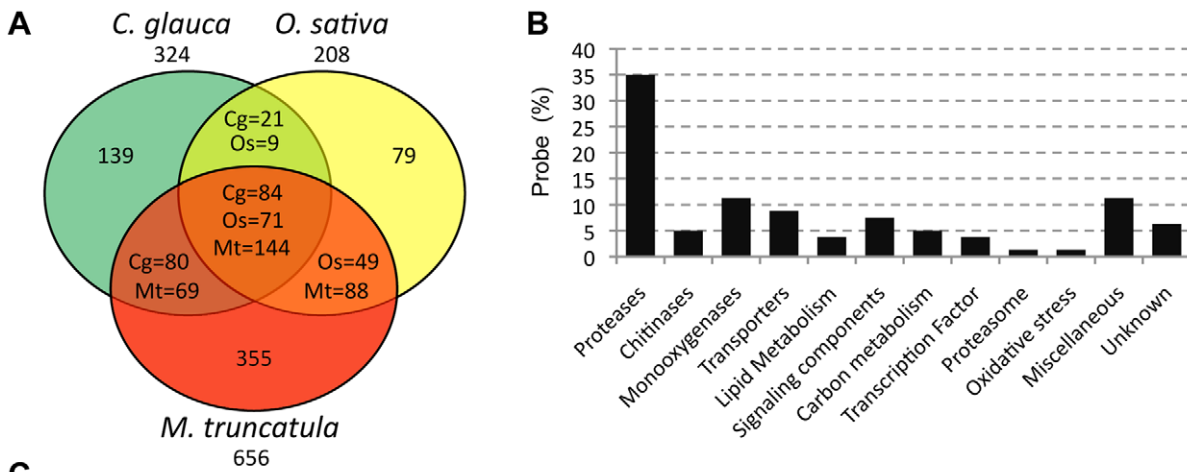 A
C. glauca
324
O. sativa
208
139
Cg=21
Os=9
79
Cg=84
Os=71
Mt=144
Cg=80
Mt=69
Os=49
Mt=88
355
M. truncatula
656
B
Probe (%)
40
35
30
25
20
15
10
5
0
Proteases
Chitinases
Monooxygenases
Transporters
Lipid Metabolism
Signaling components
Carbon metabolism
Transcription Factor
Proteasome
Oxidative stress
Miscellaneous
Unknown